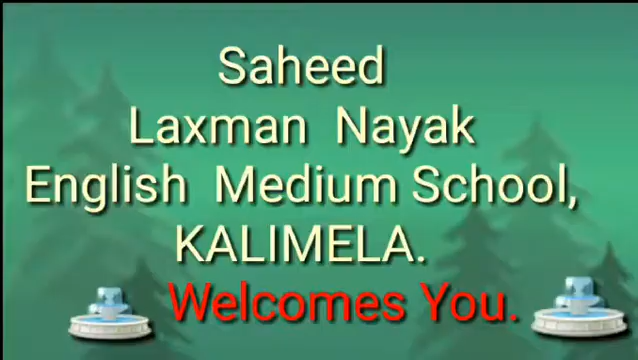 Saheed
Laxman Nayak
English Medium School,
KALIMELA.
Welcomes You.